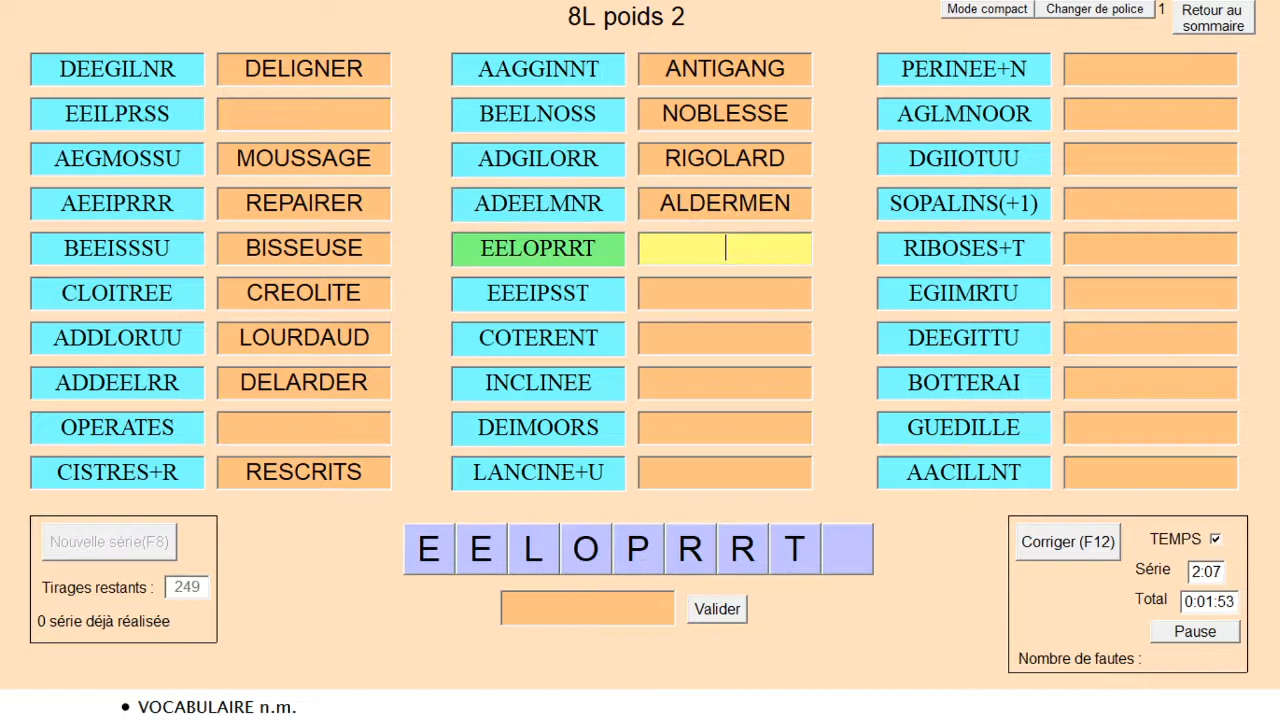 8L poids 2
Mode compact Changer de police 1 Retour au sommaire
DEEGILNR DELIGNER AAGGINNT ANTIGANG PERINEE+N
EEILPRSS BEELNOSS NOBLESSE AGLMNOOR
AEGMOSSU MOUSSAGE ADGILORR RIGOLARD DGIIOTUU
AEEIPRRR REPAIRER ADEELMNR ALDERMEN SOPALINS(+1)
BEEISSSU BISSEUSE EELOPRRT RIBOSES+T
CLOITREE CREOLITE EEEIPSST EGIIMRTU
ADDLORUU LOURDAUD COTERENT DEEGITTU
ADDEELRR DELARDER INCLINEE BOTTERAI
OPERATES DEIMOORS GUEDILLE
CISTRES+R RESCRITS LANCINE+U AACILLNT
Nouvelle série(F8)
Tirages restants : 249
0 série déjà réalisée
E E L O P R R T
Valider
Corriger (F12) TEMPS
Série 2:07
Total 0:01:53
Pause
Nombre de fautes :
• VOCABULAIRE n.m.